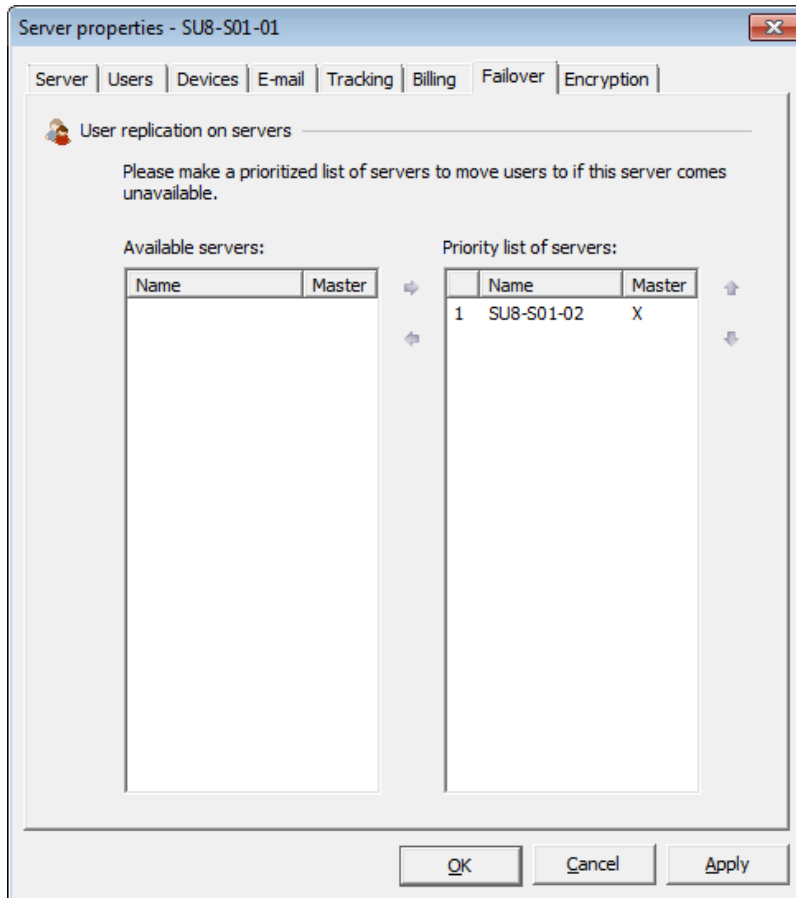 Server properties - SU8-S01-01
Server Users Devices E-mail Tracking Billing Failover Encryption
User replication on servers
Please make a prioritized list of servers to move users to if this server comes
unavailable.
Available servers:
Name Master
Priority list of servers:
Name Master
1 SU8-S01-02 X
OK Cancel Apply